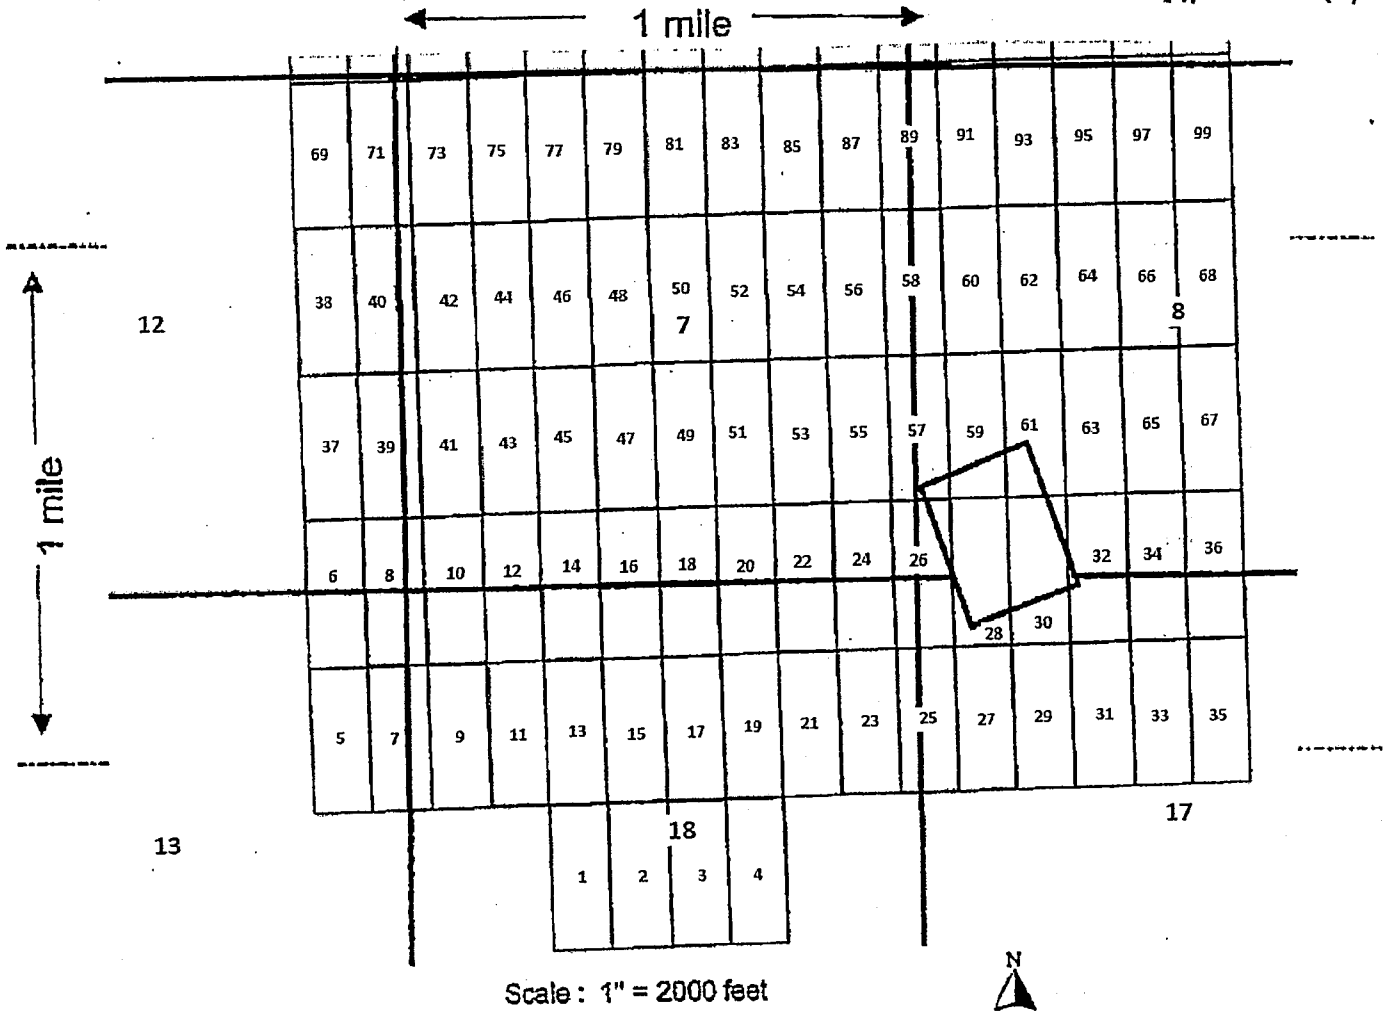 1 mile
69 71 73 75 77 79 81 83 85 87 89 91 93 95 97 99
38 40 42 44 46 48 50 52 54 56 58 60 62 64 66 68
12 7 8
37 39 41 43 45 47 49 51 53 55 57 59 61 63 65 67
1 mile
6 8 10 12 14 16 18 20 22 24 26 32 34 36
28 30
5 7 9 11 13 15 17 19 21 23 25 27 29 31 33 35
13 18 17
1 2 3 4
Scale : 1" = 2000 feet
N